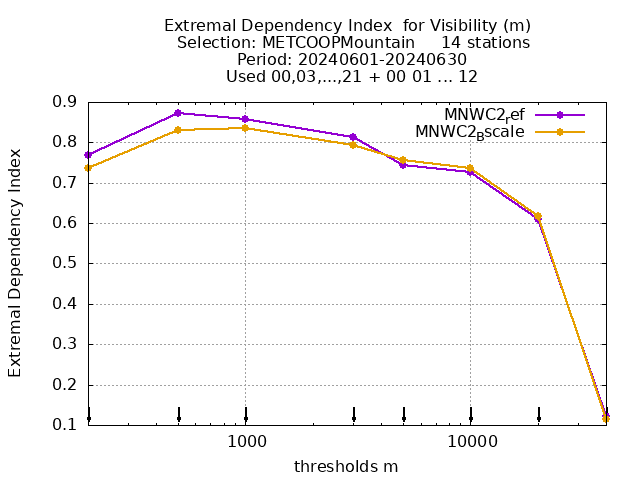 Extremal Dependency Index  for Visibility (m)
Selection: METCOOPMountain     14 stations
Period: 20240601-20240630
Used 00,03,...,21 + 00 01 ... 12
MNWC2_ref
MNWC2_Bscale
0.9
0.8
0.7
0.6
0.5
0.4
0.3
0.2
0.1
Extremal Dependency Index
1000
10000
thresholds m